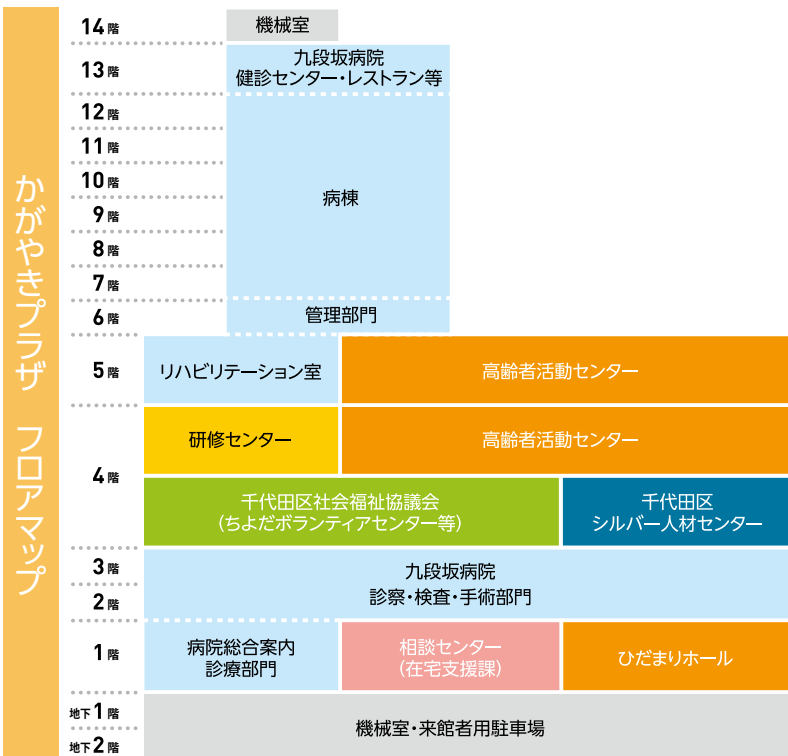 かがやきプラザ フロアマップ
14階
機械室
13階
九段坂病院
健診センター・レストラン等
12階
11階
10階
9階
8階
7階
病棟
6階
管理部門
5階
リハビリテーション室
高齢者活動センター
4階
研修センター
高齢者活動センター
千代田区社会福祉協議会
(ちよだボランティアセンター等)
千代田区
シルバー人材センター
3階
2階
九段坂病院
診察・検査・手術部門
1階
病院総合案内
診療部門
相談センター
(在宅支援課)
ひだまりホール
地下1階
地下2階
機械室・来館者用駐車場